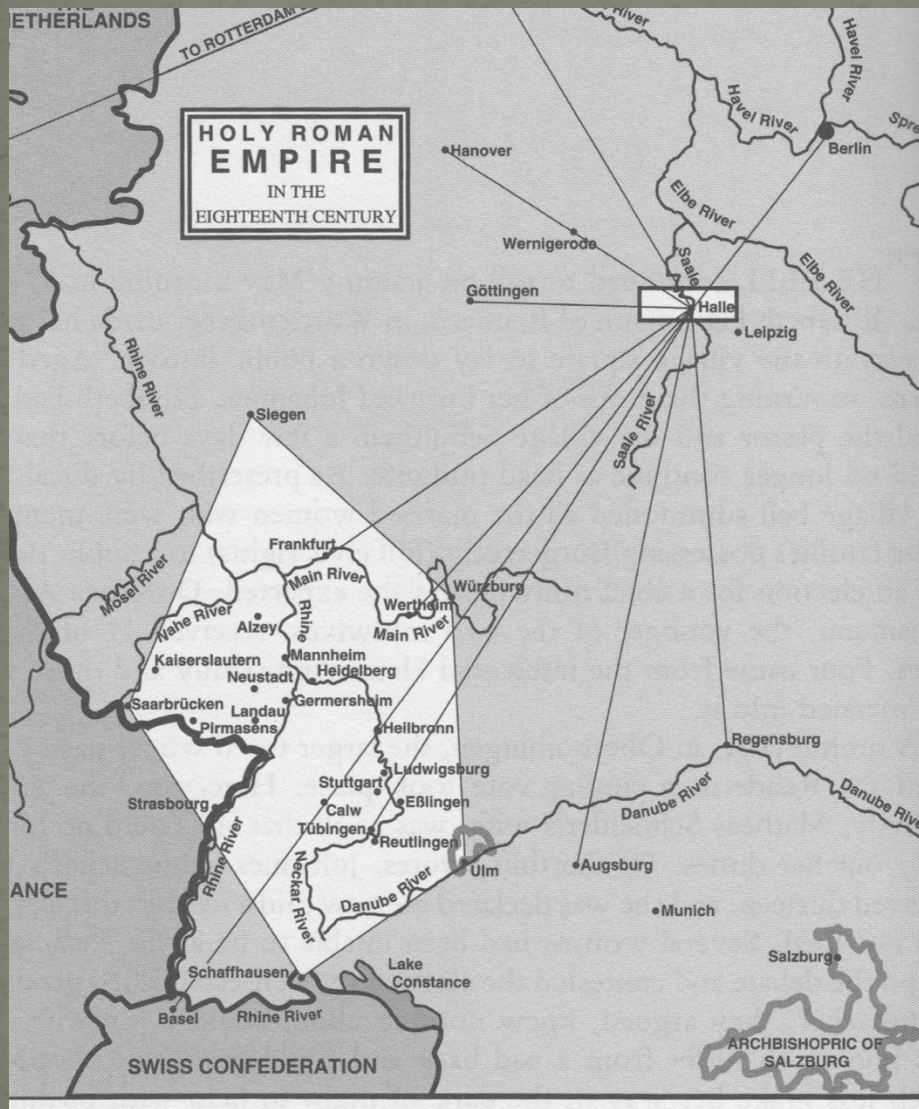 ETHERLANDS
TO ROTTERDAM
River
Havel River
Havel River
Spre
Berlin
HOLY ROMAN
EMPIRE
IN THE
EIGHTEENTH CENTURY
Hanover
Wernigerode
Elbe River
Elbe River
Saale
Göttingen
Halle
Leipzig
Rhine River
Siegen
Saale River
Frankfurt
Main River
Würzburg
Mosel River
Nahe River
Rhine
Wertheim
Main River
Alzey
Kaiserslautern
Mannheim
Heidelberg
Neustadt
Saarbrücken
Germersheim
Landau
Pirmasens
Heilbronn
Regensburg
Ludwigsburg
Stuttgart
Danube River
Danube River
Strasbourg
Calw
Eßlingen
Tübingen
Reutlingen
Rhine River
Ulm
Augsburg
ANCE
Neckar River
Danube River
Munich
Schaffhausen
Lake
Constance
Salzburg
Basel
Rhine River
ARCHBISHOPRIC OF
SALZBURG
SWISS CONFEDERATION